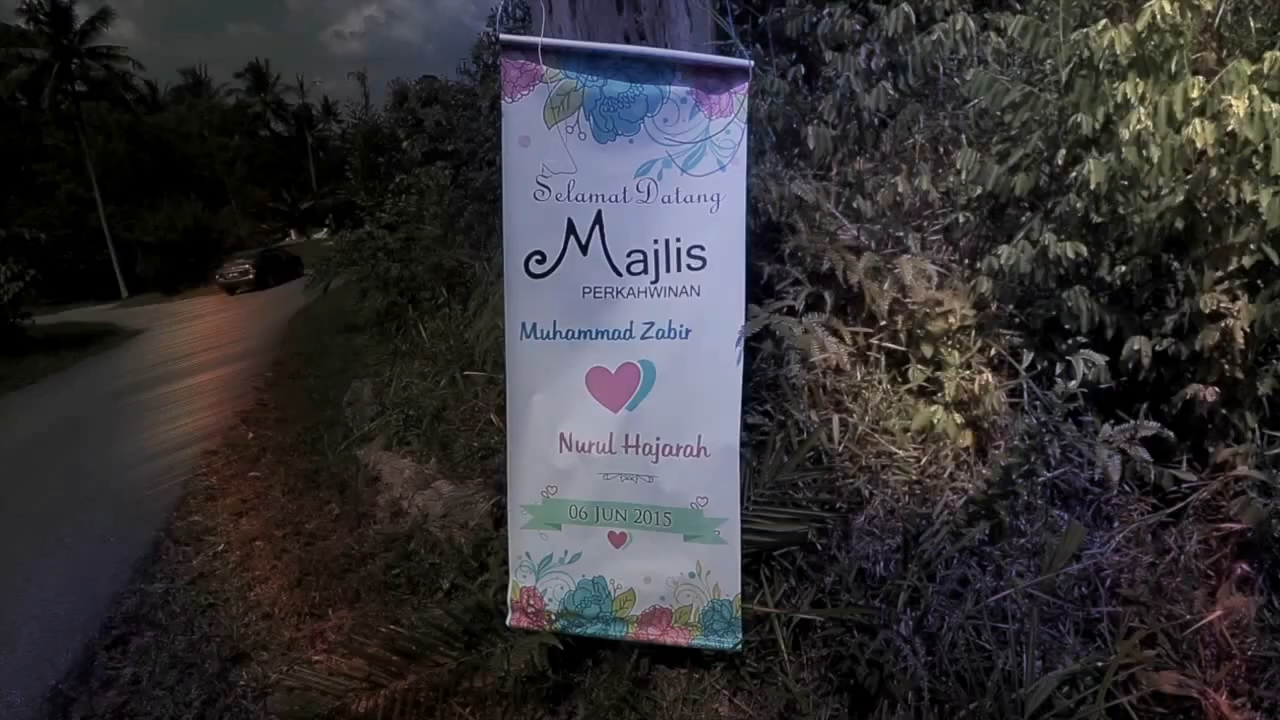 Selamat Datang
Majlis
PERKAHWINAN
Muhammad Zabir
Nurul Hajarah
06 JUN 2015